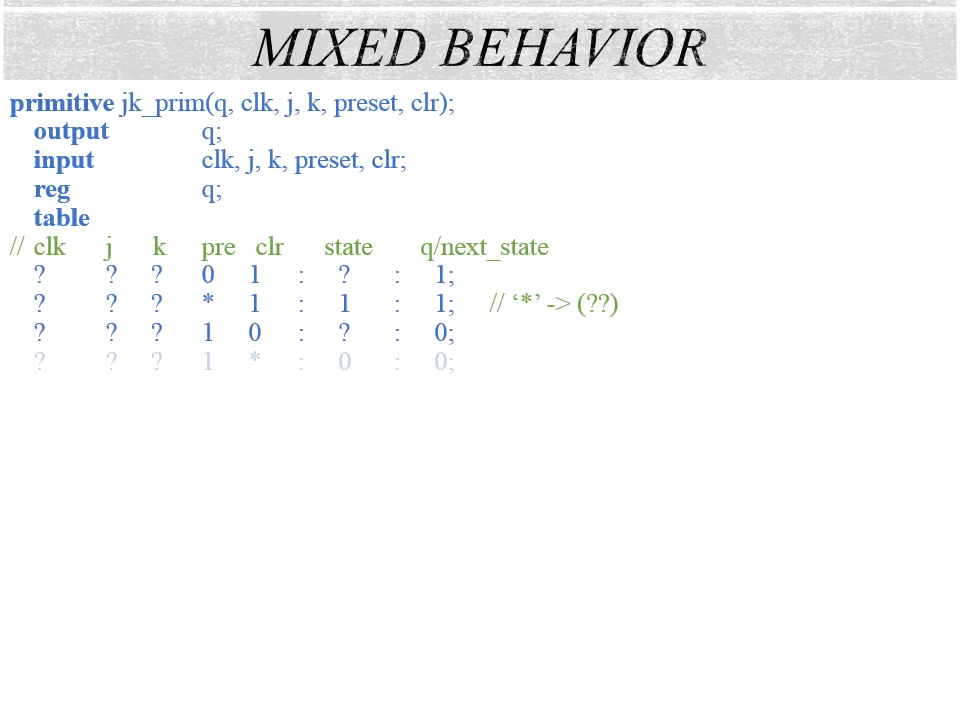 MIXED BEHAVIOR
primitive jk_prim(q, clk, j, k, preset, clr);
output q;
input clk, j, k, preset, clr;
reg q;
table
// clk j k pre clr state q/next_state
? ? ? 0 1 : ? : 1;
? ? ? * 1 : 1 : 1; // ‘*’ -> (??)
? ? ? 1 0 : ? : 0;
? ? ? 1 * : 0 : 0;